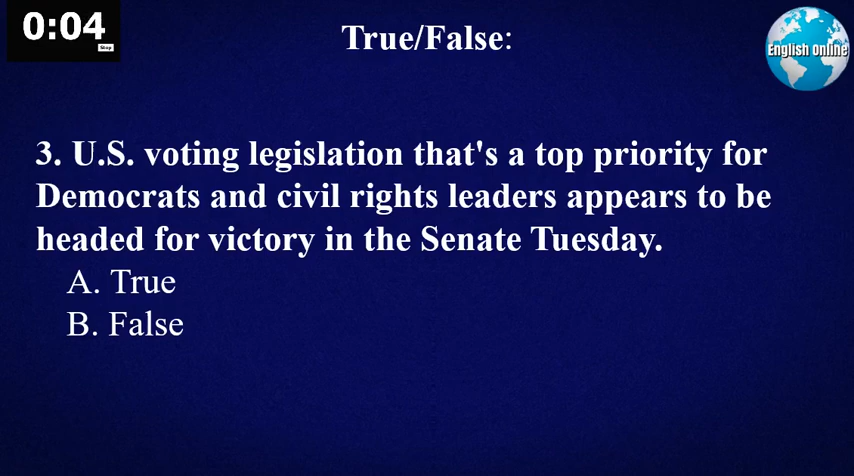 0:04
Stop
True/False:
English Online
3. U.S. voting legislation that's a top priority for
Democrats and civil rights leaders appears to be
headed for victory in the Senate Tuesday.
A. True
B. False